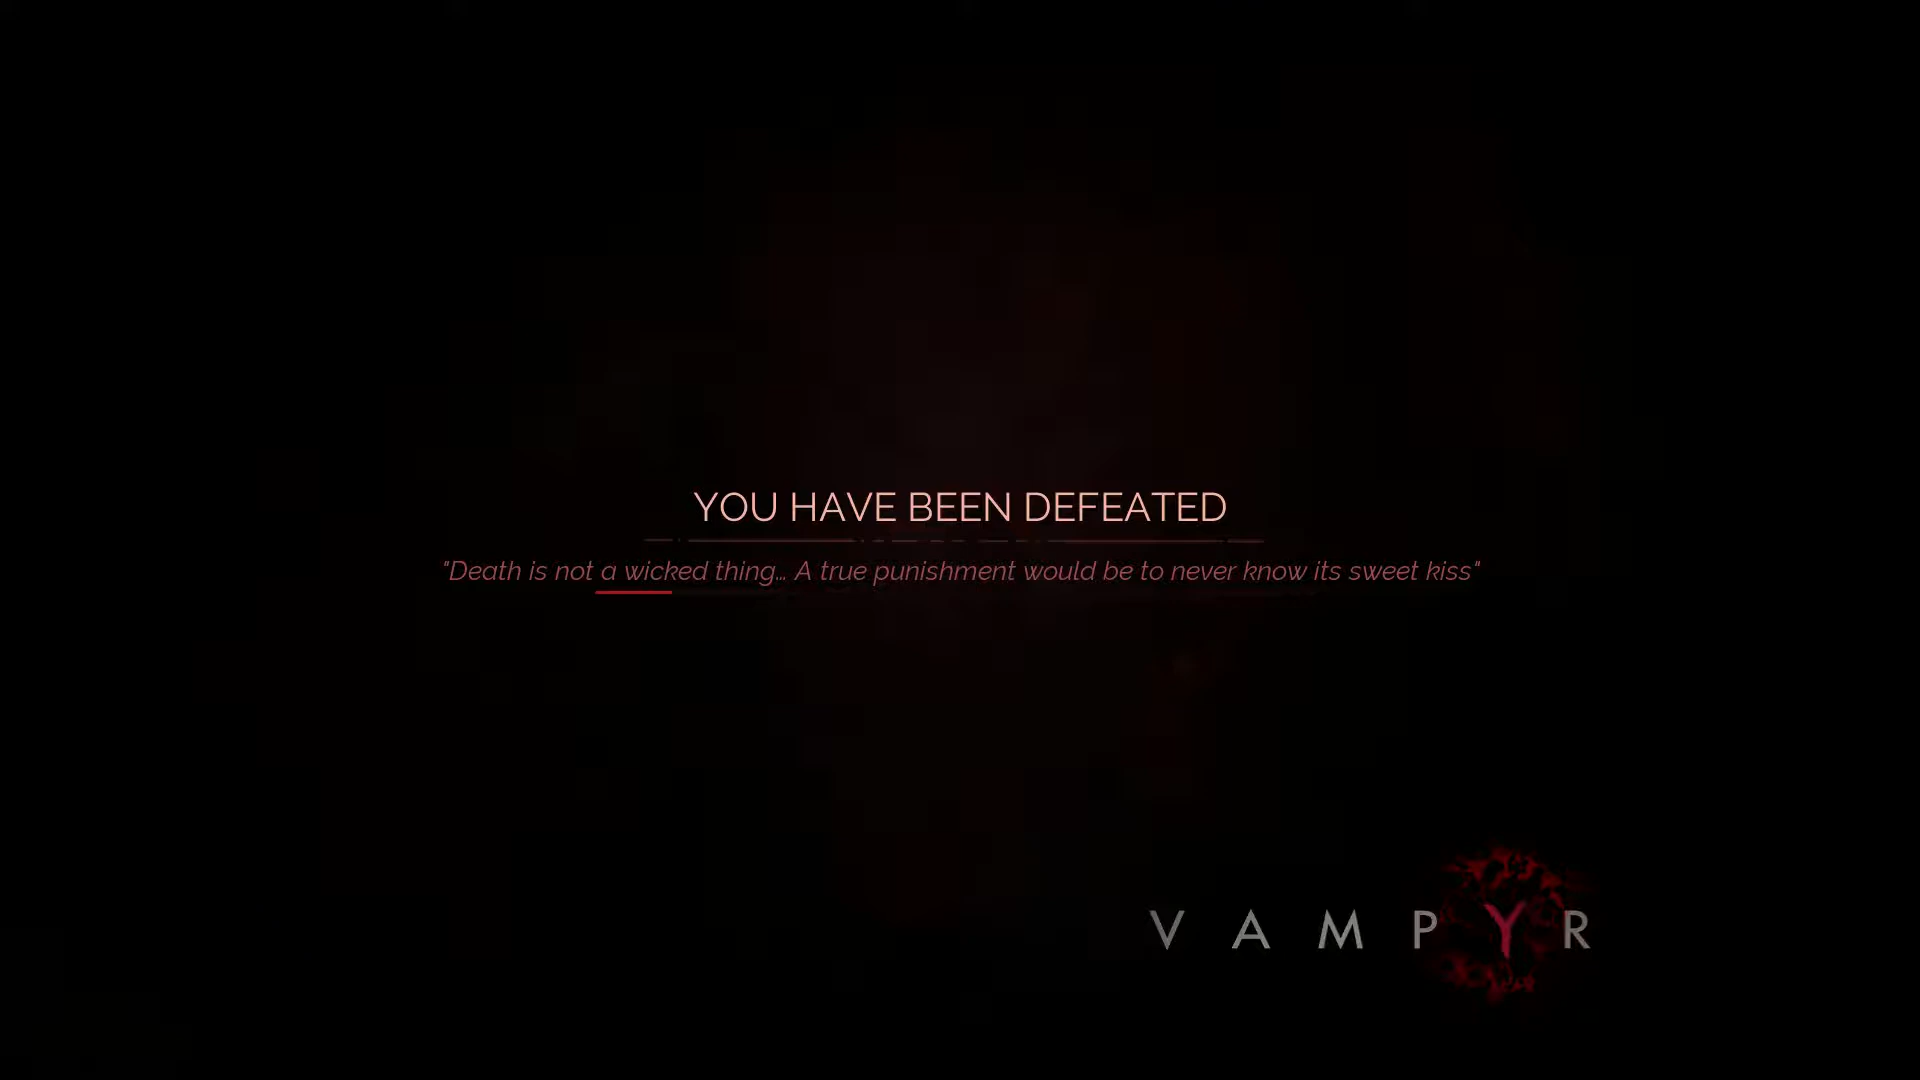 YOU HAVE BEEN DEFEATED
"Death is not a wicked thing... A true punishment would be to never know its sweet kiss"
VAMPYR